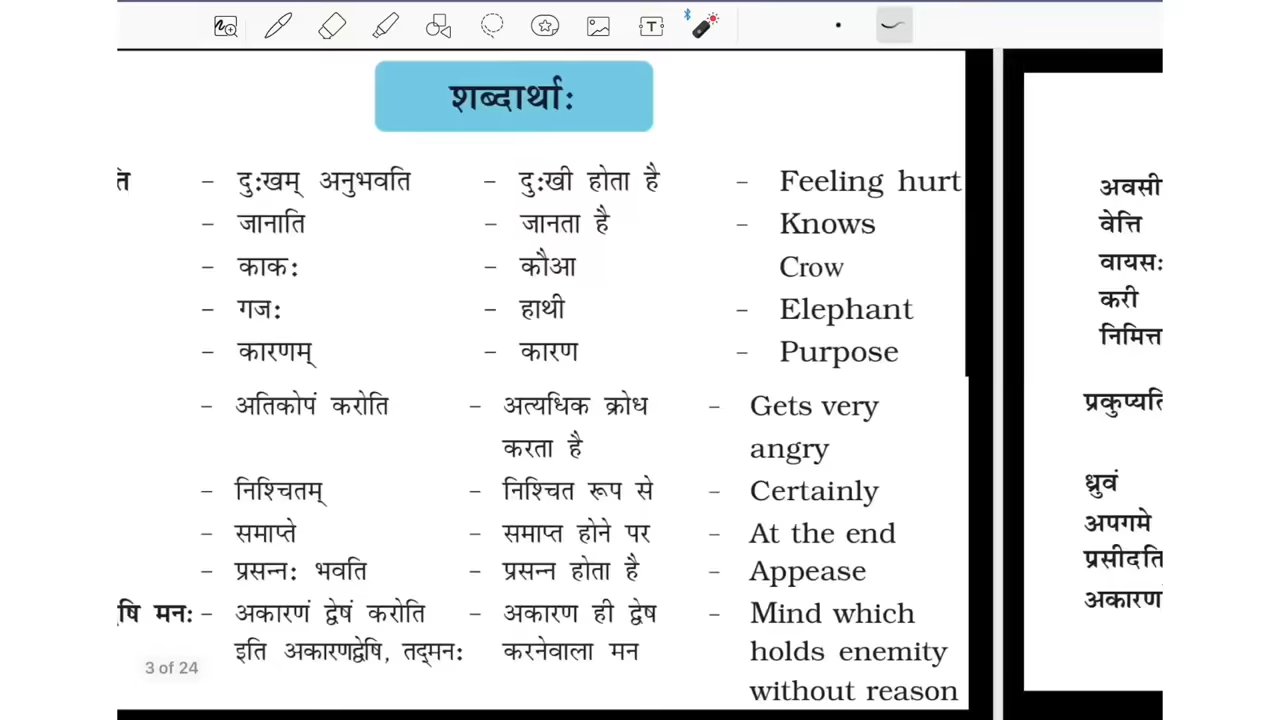 शब्दार्थाः
ति – दुःखम् अनुभवति – दुःखी होता है – Feeling hurt
– जानाति – जानता है – Knows
– काकः – कौआ Crow
– गजः – हाथी – Elephant
– कारणम् – कारण – Purpose
– अतिकोपं करोति – अत्यधिक क्रोध – Gets very
करता है angry
– निश्चितम् – निश्चित रूप से – Certainly
– समाप्ते – समाप्त होने पर – At the end
– प्रसन्नः भवति – प्रसन्न होता है – Appease
षि मनः – अकारणं द्वेषं करोति – अकारण ही द्वेष – Mind which
इति अकारणद्वेषि, तद्मनः करनेवाला मन holds enemity
without reason
3 of 24
अवसी
वेत्ति
वायसः
करी
निमित्त
प्रकुप्यति
ध्रुवं
अपगमे
प्रसीदति
अकारण